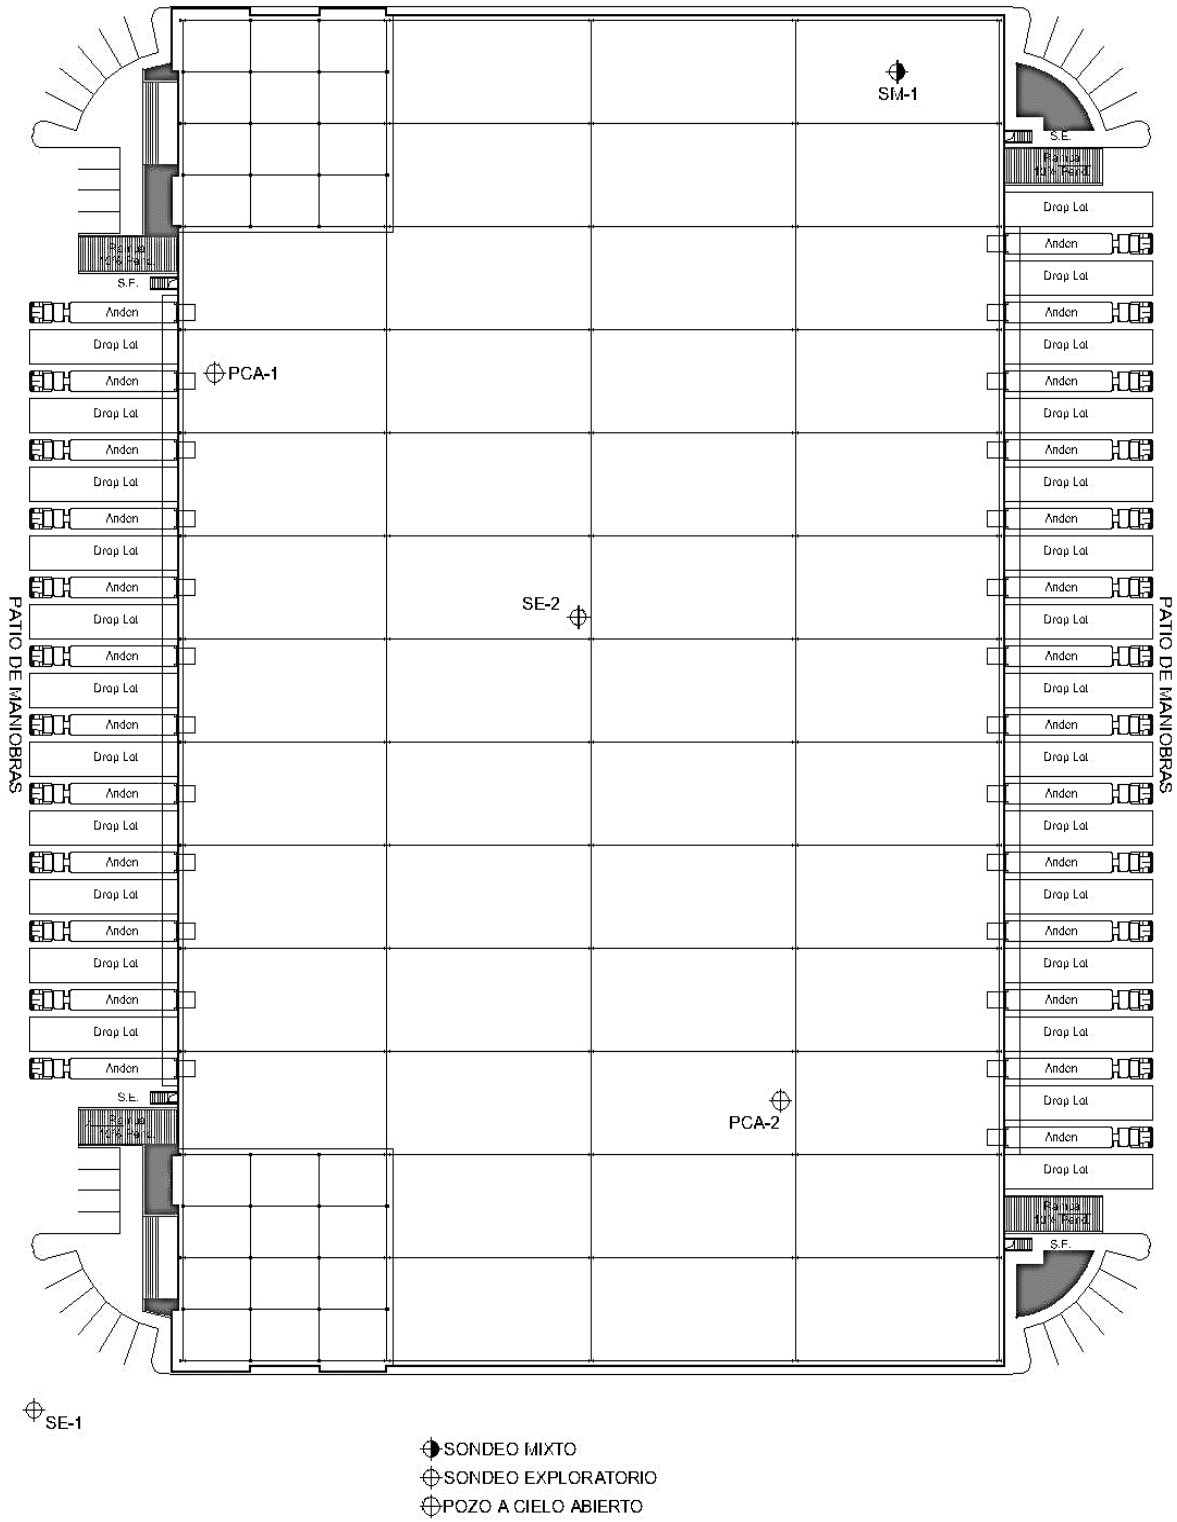 SM-1
S.E.
Rampa
10% Pend.
Drop Lot
Anden
Rampa
10% Pend.
Drop Lot
S.E.
Anden
Anden
Drop Lot
Drop Lot
PCA-1
Anden
Anden
Drop Lot
Drop Lot
Anden
Anden
Drop Lot
Drop Lot
Anden
Anden
Drop Lot
Drop Lot
Anden
Anden
SE-2
Drop Lot
Drop Lot
Anden
Anden
Drop Lot
Drop Lot
PATIO DE MANIOBRAS
PATIO DE MANIOBRAS
Anden
Anden
Drop Lot
Drop Lot
Anden
Anden
Drop Lot
Drop Lot
Anden
Anden
Drop Lot
Drop Lot
Anden
Anden
Drop Lot
Drop Lot
Anden
Anden
Drop Lot
Drop Lot
Anden
Anden
S.E.
Drop Lot
PCA-2
Rampa
10% Pend.
Anden
Drop Lot
Rampa
10% Pend.
S.E.
SE-1
SONDEO MIXTO
SONDEO EXPLORATORIO
POZO A CIELO ABIERTO